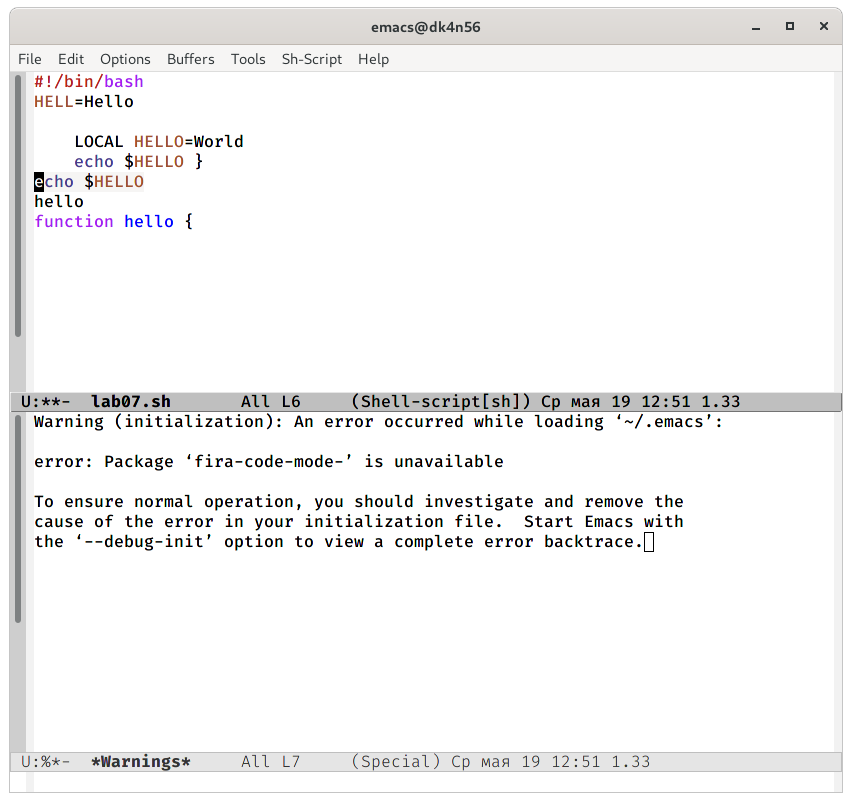 emacs@dk4n56
File Edit Options Buffers Tools Sh-Script Help
#!/bin/bash
HELL=Hello
LOCAL HELLO=World
echo $HELLO }
echo $HELLO
hello
function hello {
U:**- lab07.sh All L6 (Shell-script[sh]) Ср мая 19 12:51 1.33
Warning (initialization): An error occurred while loading ‘~/.emacs’:
error: Package ‘fira-code-mode-’ is unavailable
To ensure normal operation, you should investigate and remove the
cause of the error in your initialization file.  Start Emacs with
the ‘--debug-init’ option to view a complete error backtrace.
U:%*- *Warnings* All L7 (Special) Ср мая 19 12:51 1.33